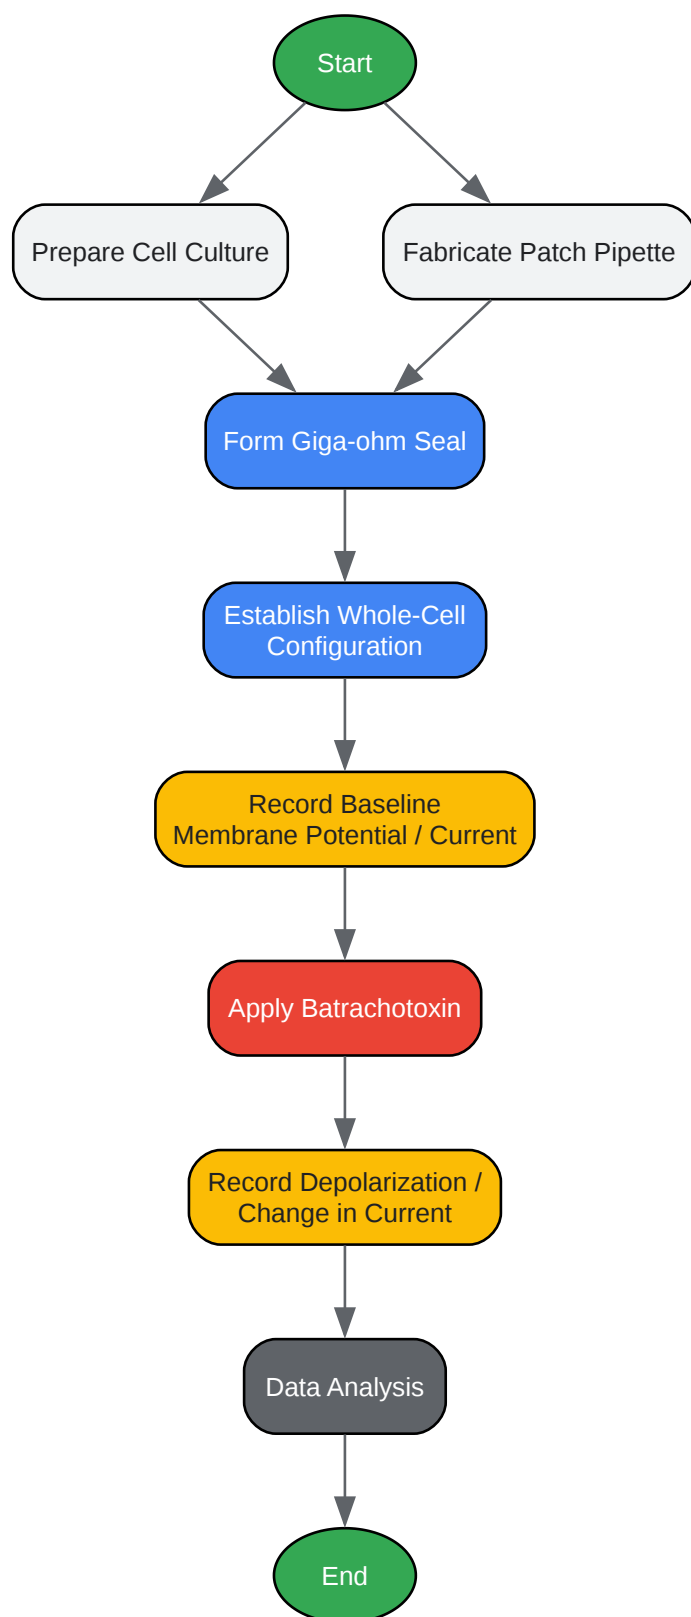 Start
Prepare Cell Culture
Fabricate Patch Pipette
Form Giga-ohm Seal
Establish Whole-Cell
Configuration
Record Baseline
Membrane Potential / Current
Apply Batrachotoxin
Record Depolarization /
Change in Current
Data Analysis
End